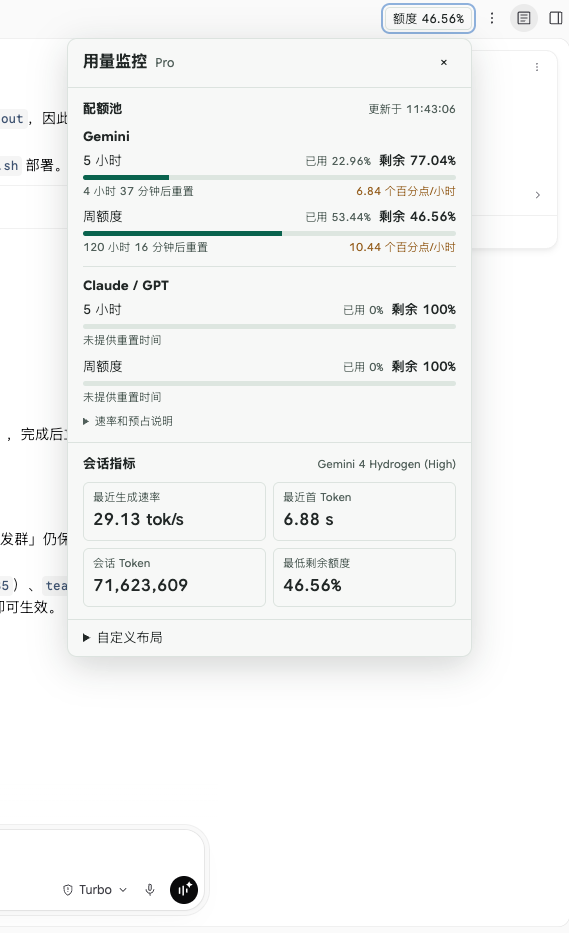 额度 46.56%
用量监控 Pro
配额池 更新于 11:43:06
out , 因此
Gemini
5 小时 已用 22.96% 剩余 77.04%
.sh 部署。
4 小时 37 分钟后重置 6.84 个百分点/小时
周额度 已用 53.44% 剩余 46.56%
120 小时 16 分钟后重置 10.44 个百分点/小时
Claude / GPT
5 小时 已用 0% 剩余 100%
未提供重置时间
周额度 已用 0% 剩余 100%
未提供重置时间
速率和预占说明
，完成后
会话指标 Gemini 4 Hydrogen (High)
最近生成速率 最近首 Token
29.13 tok/s 6.88 s
发群」仍保
会话 Token 最低剩余额度
71,623,609 46.56%
5 ) 、 tea
即可生效。
自定义布局
Turbo